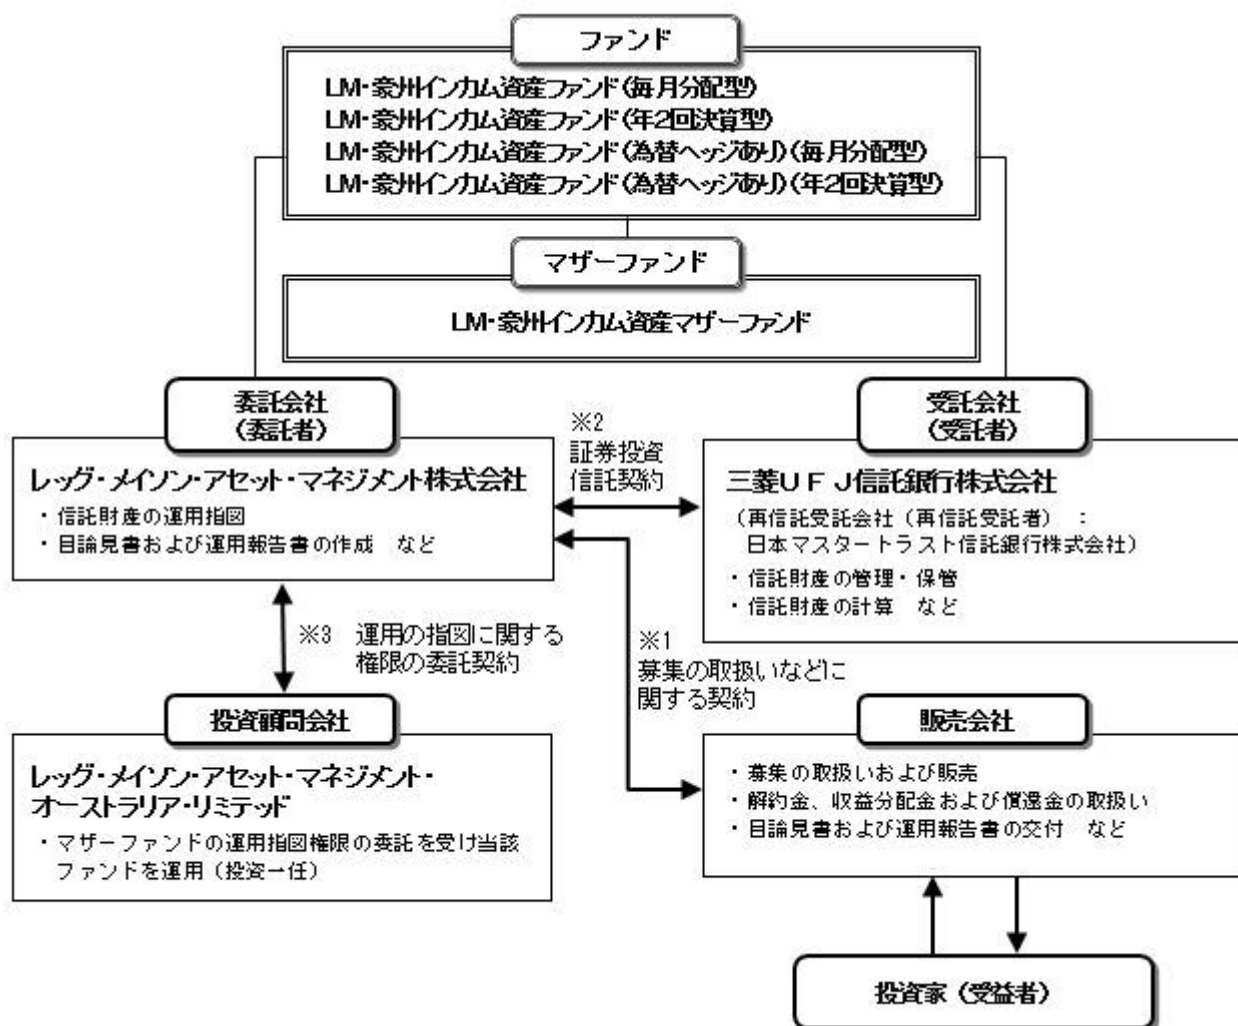 ファンド
LM・豪州インカム資産ファンド(毎月分配型)
LM・豪州インカム資産ファンド(年2回決算型)
LM・豪州インカム資産ファンド(為替ヘッジあり)(毎月分配型)
LM・豪州インカム資産ファンド(為替ヘッジあり)(年2回決算型)
マザーファンド
LM・豪州インカム資産マザーファンド
委託会社
(委託者)
レッグ・メイソン・アセット・マネジメント株式会社
・信託財産の運用指図
・目論見書および運用報告書の作成 など
※2
証券投資
信託契約
受託会社
(受託者)
三菱UFJ信託銀行株式会社
(再信託受託会社(再信託受託者) :
日本マスタートラスト信託銀行株式会社)
・信託財産の管理・保管
・信託財産の計算 など
※3 運用の指図に関する
権限の委託契約
※1
募集の取扱いなどに
関する契約
投資顧問会社
レッグ・メイソン・アセット・マネジメント・
オーストラリア・リミテッド
・マザーファンドの運用指図権限の委託を受け当該
ファンドを運用(投資一任)
販売会社
・募集の取扱いおよび販売
・解約金、収益分配金および償還金の取扱い
・目論見書および運用報告書の交付 など
投資家(受益者)